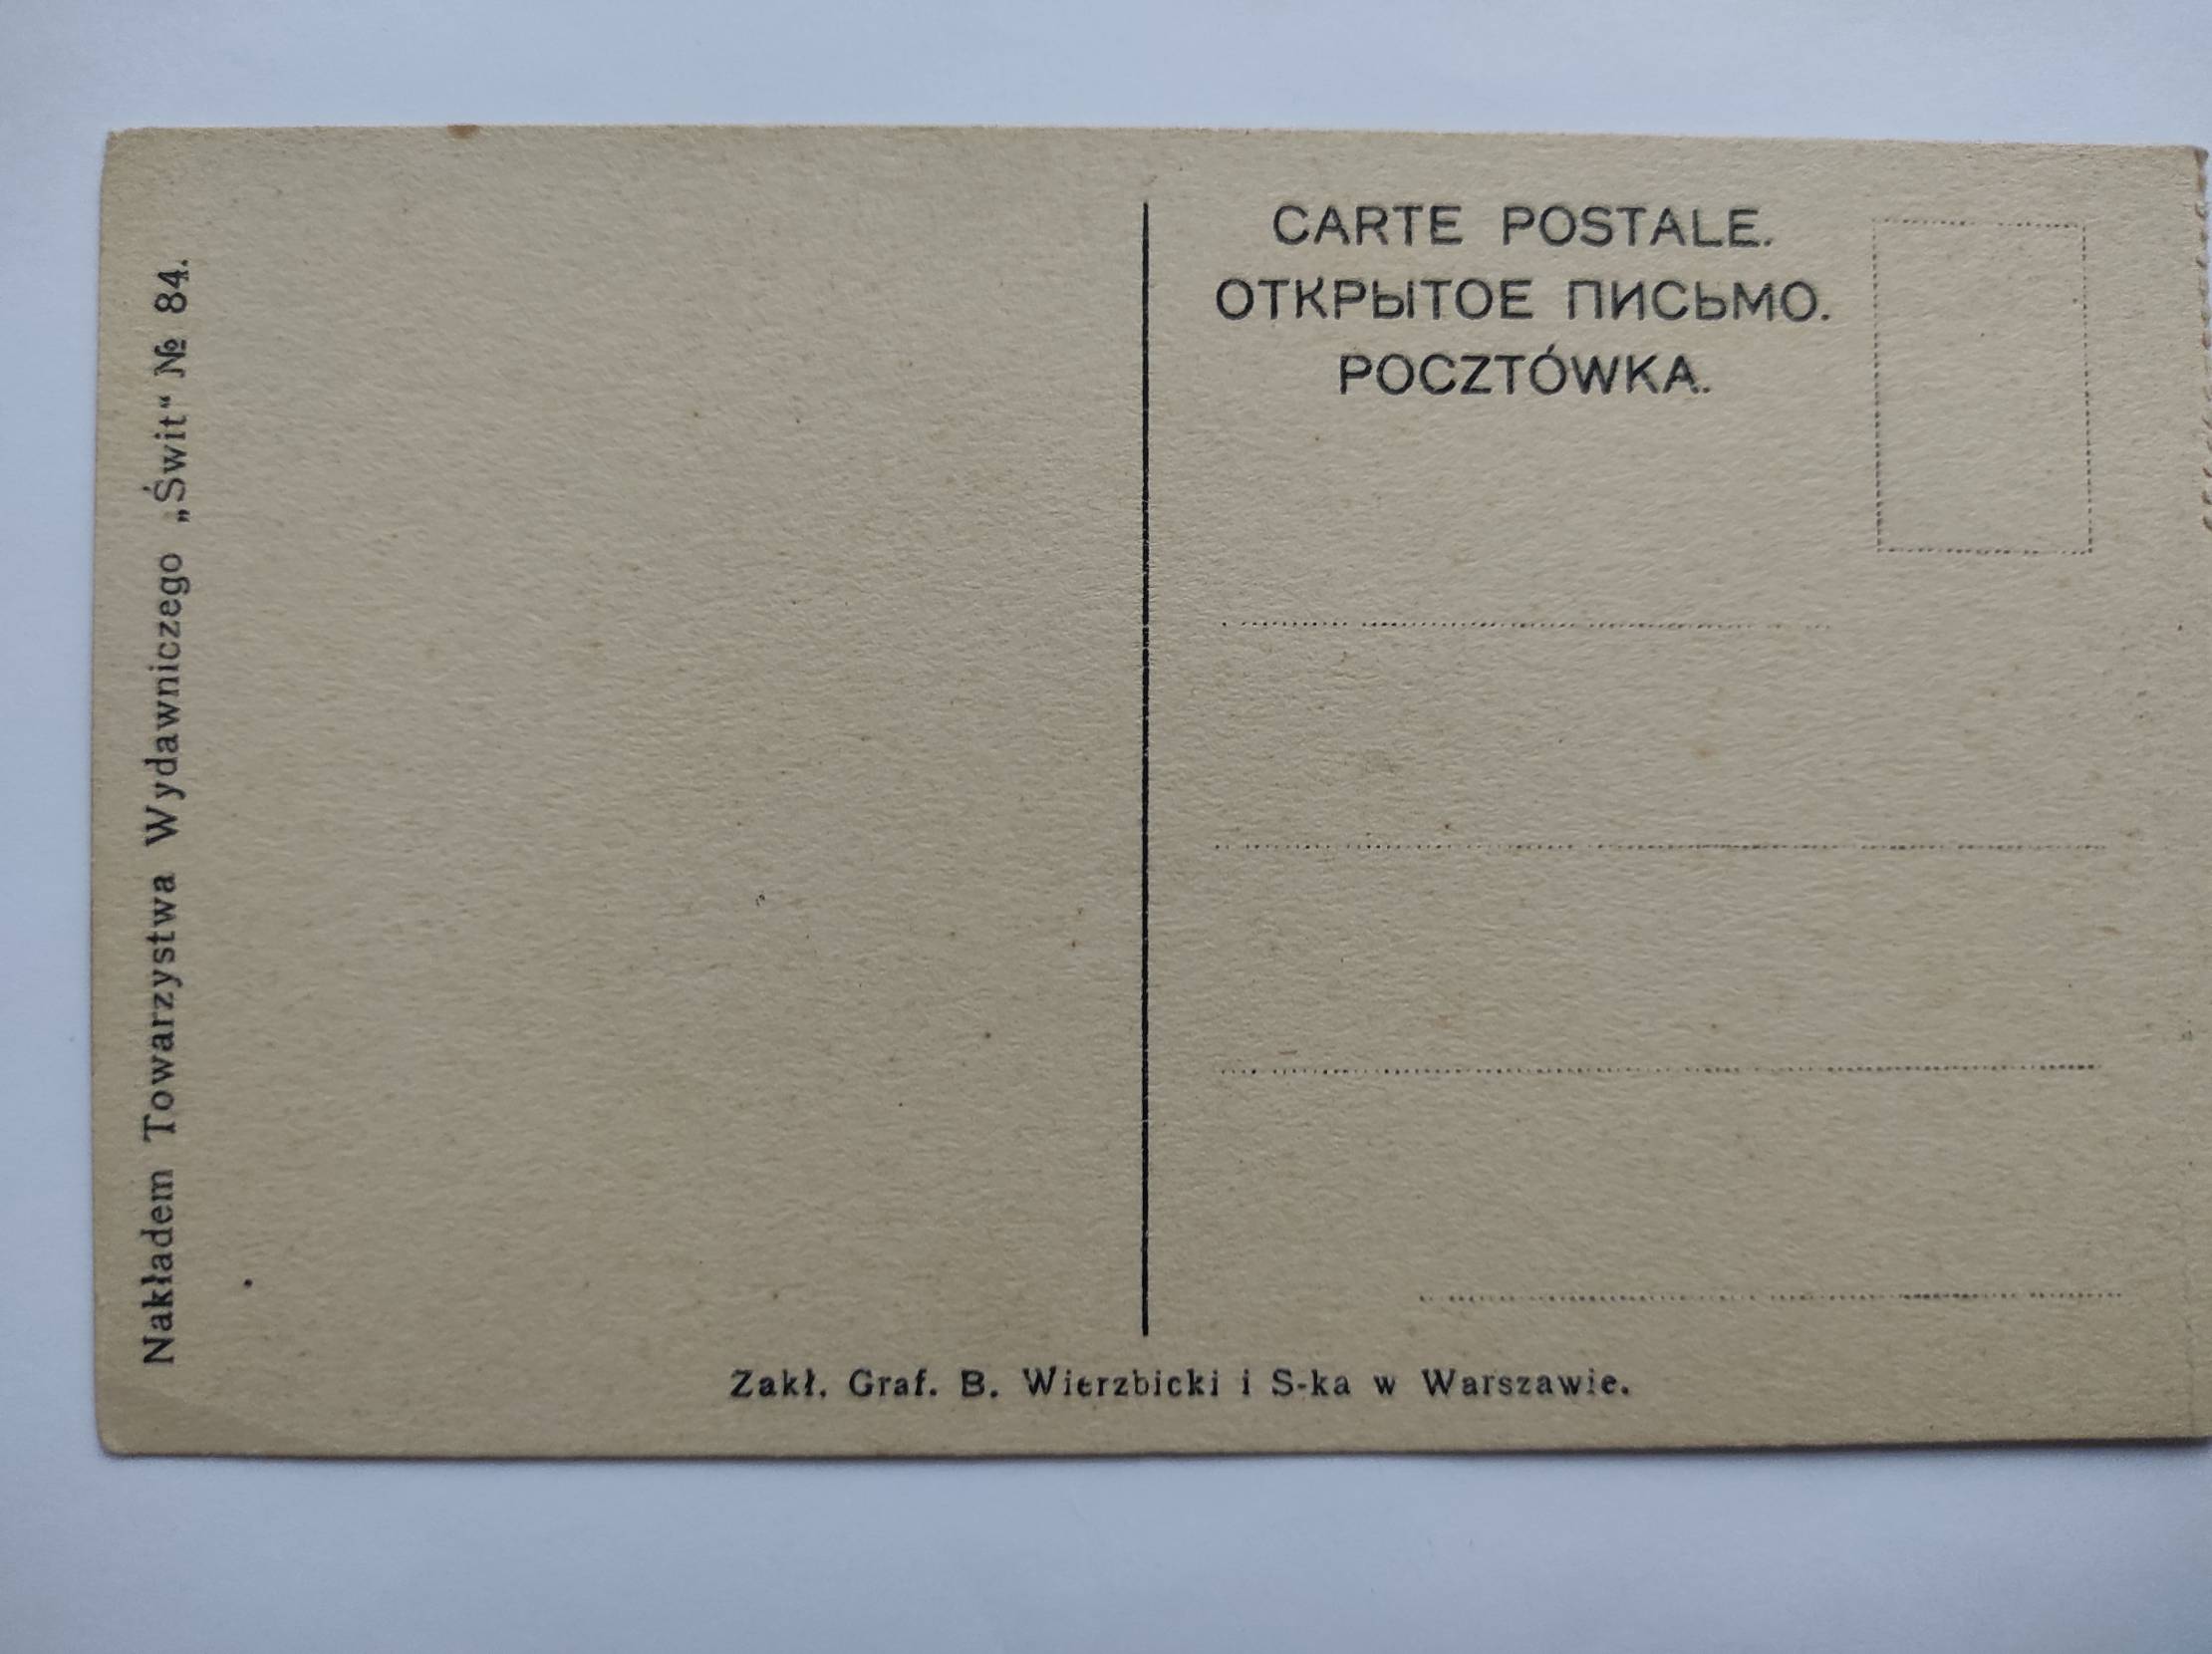 Nakładem Towarzystwa Wydawniczego „Świt“ № 84.
CARTE POSTALE.
ОТКРЫТОЕ ПИСЬМО.
POCZTÓWKA.
Zakł. Graf. B. Wierzbicki i S-ka w Warszawie.